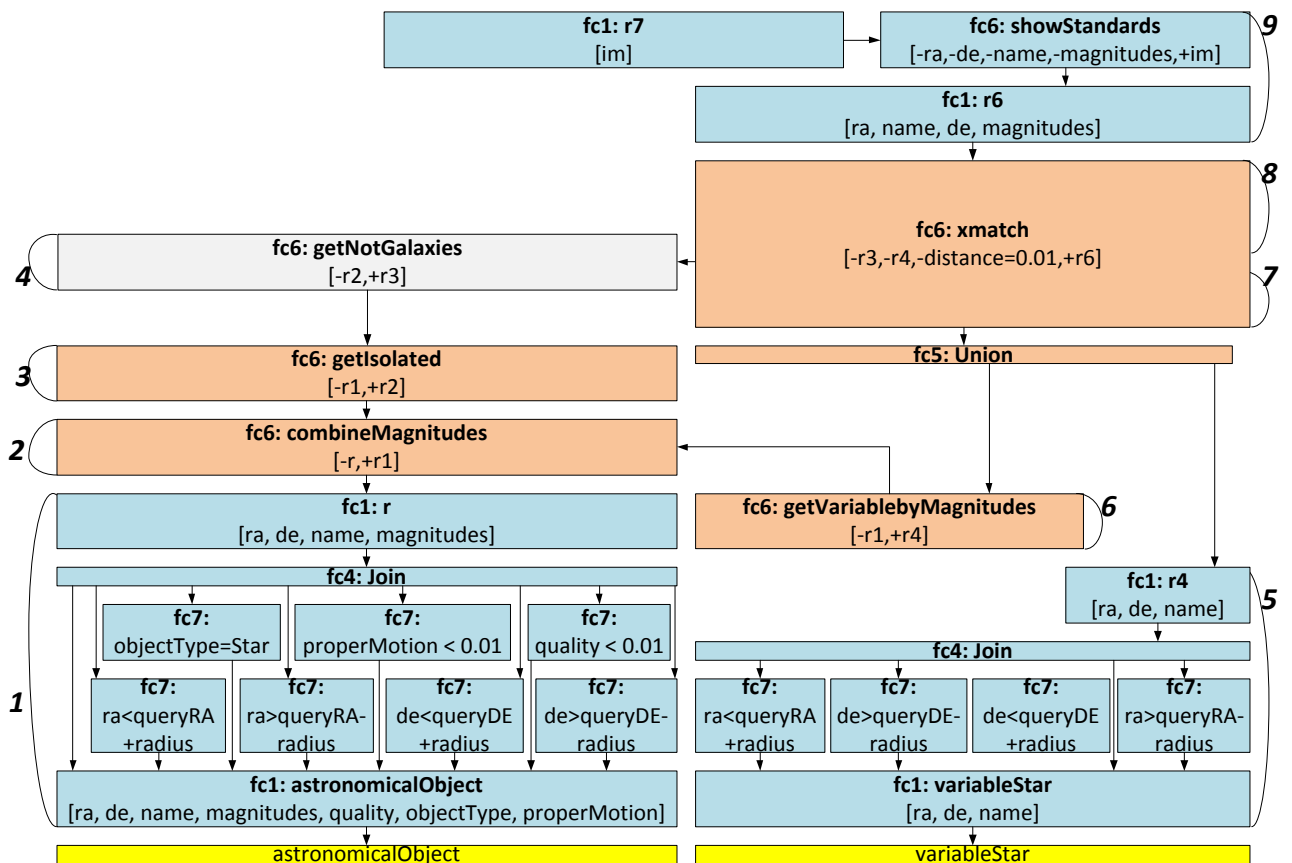 fc1: r7
[im]
fc6: showStandards
[-ra,-de,-name,-magnitudes,+im]
9
fc1: r6
[ra, name, de, magnitudes]
8
fc6: xmatch
[-r3,-r4,-distance=0.01,+r6]
7
fc6: getNotGalaxies
[-r2,+r3]
4
fc6: getIsolated
[-r1,+r2]
3
fc5: Union
fc6: combineMagnitudes
[-r,+r1]
2
fc1: r
[ra, de, name, magnitudes]
fc6: getVariablebyMagnitudes
[-r1,+r4]
6
fc4: Join
fc7:
objectType=Star
fc7:
properMotion < 0.01
fc7:
quality < 0.01
fc1: r4
[ra, de, name]
5
fc4: Join
1
fc7:
ra<queryRA
+radius
fc7:
ra>queryRA-
radius
fc7:
de<queryDE
+radius
fc7:
de>queryDE-
radius
fc7:
ra<queryRA
+radius
fc7:
de>queryDE-
radius
fc7:
de<queryDE
+radius
fc7:
ra>queryRA-
radius
fc1: astronomicalObject
[ra, de, name, magnitudes, quality, objectType, properMotion]
fc1: variableStar
[ra, de, name]
astronomicalObject
variableStar